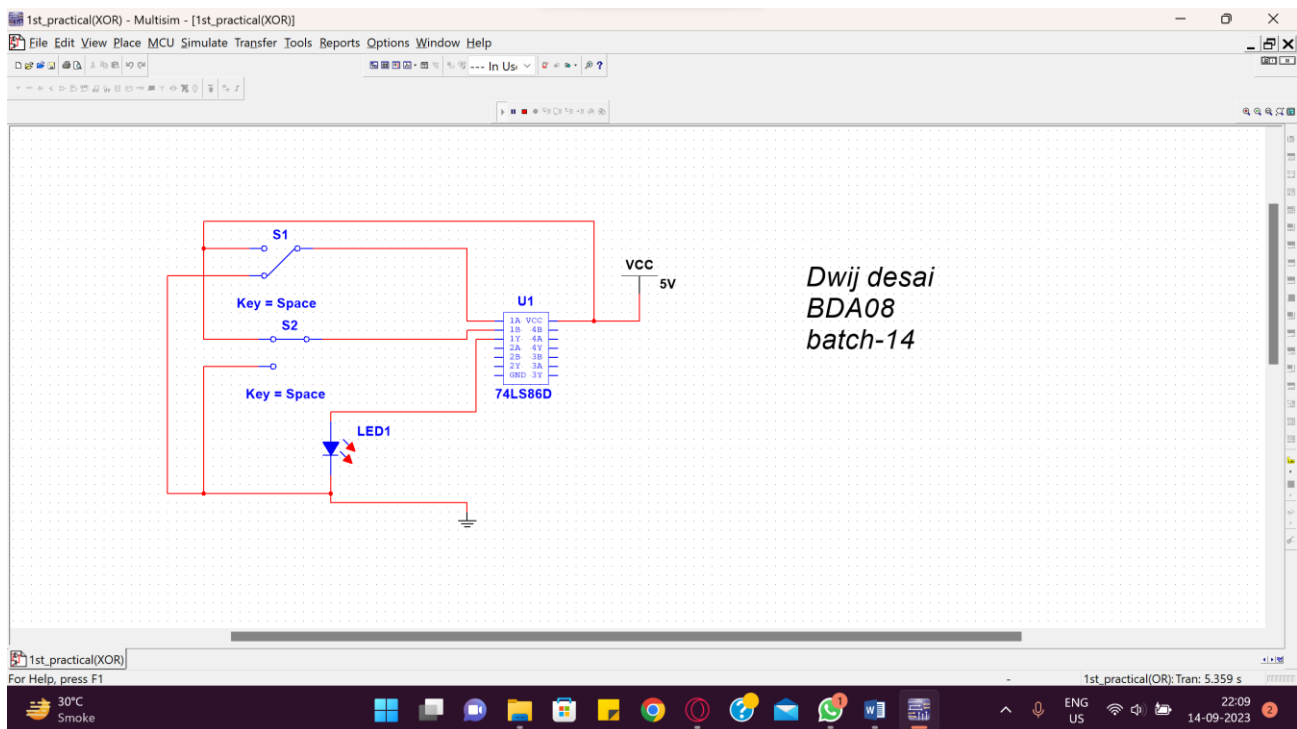 1st_practical(XOR) - Multisim - [1st_practical(XOR)]
File Edit View Place MCU Simulate Transfer Tools Reports Options Window Help
--- In Us
?
S1
Key = Space
S2
Key = Space
VCC
5V
U1
1A VCC
1B 4B
1Y 4A
2A 4Y
2B 3B
2Y 3A
GND 3Y
74LS86D
LED1
Dwij desai
BDA08
batch-14
1st_practical(XOR)
For Help, press F1
-
1st_practical(OR): Tran: 5.359 s
30°C
Smoke
1
ENG
US
22:09
14-09-2023
2